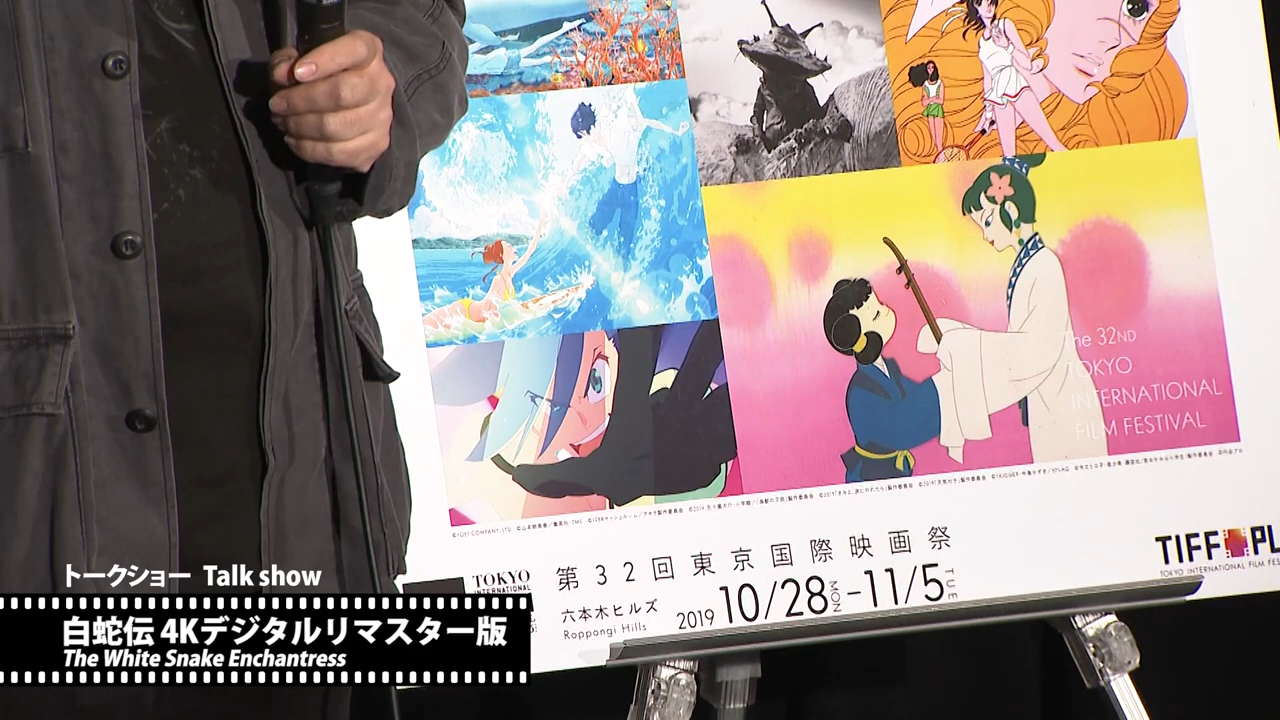 The 32ND
TOKYO
INTERNATIONAL
FILM FESTIVAL
TOKYO
INTERNATIONAL
第32回東京国際映画祭
六本木ヒルズ
Roppongi Hills
2019 10/28 MON -11/5 TUE
TIFF PL
TOKYO INTERNATIONAL FILM FES
トークショー Talk show
白蛇伝 4Kデジタルリマスター版
The White Snake Enchantress